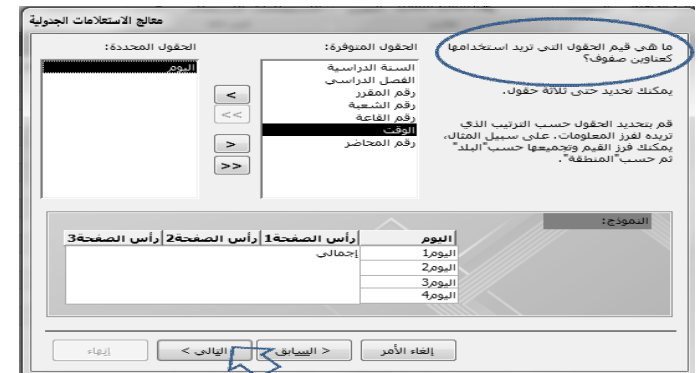 معالج الاستعلامات الجدولية
ما هي قيم الحقول التي تريد استخدامها
كعناوين صفوف؟
يمكنك تحديد حتى ثلاثة حقول.
قم بتحديد الحقول حسب الترتيب الذي
تريده لفرز المعلومات. على سبيل المثال،
يمكنك فرز القيم وتجميعها حسب"البلد"
ثم حسب"المنطقة".
الحقول المتوفرة:
السنة الدراسية
الفصل الدراسي
رقم المقرر
رقم الشعبة
رقم القاعة
الوقت
رقم المحاضر
>
>>
<
<<
الحقول المحددة:
اليوم
النموذج:
اليوم رأس الصفحة1 رأس الصفحة2 رأس الصفحة3
اليوم1 إجمالي
اليوم2
اليوم3
اليوم4
إلغاء الأمر
< السابق
التالي >
إنهاء